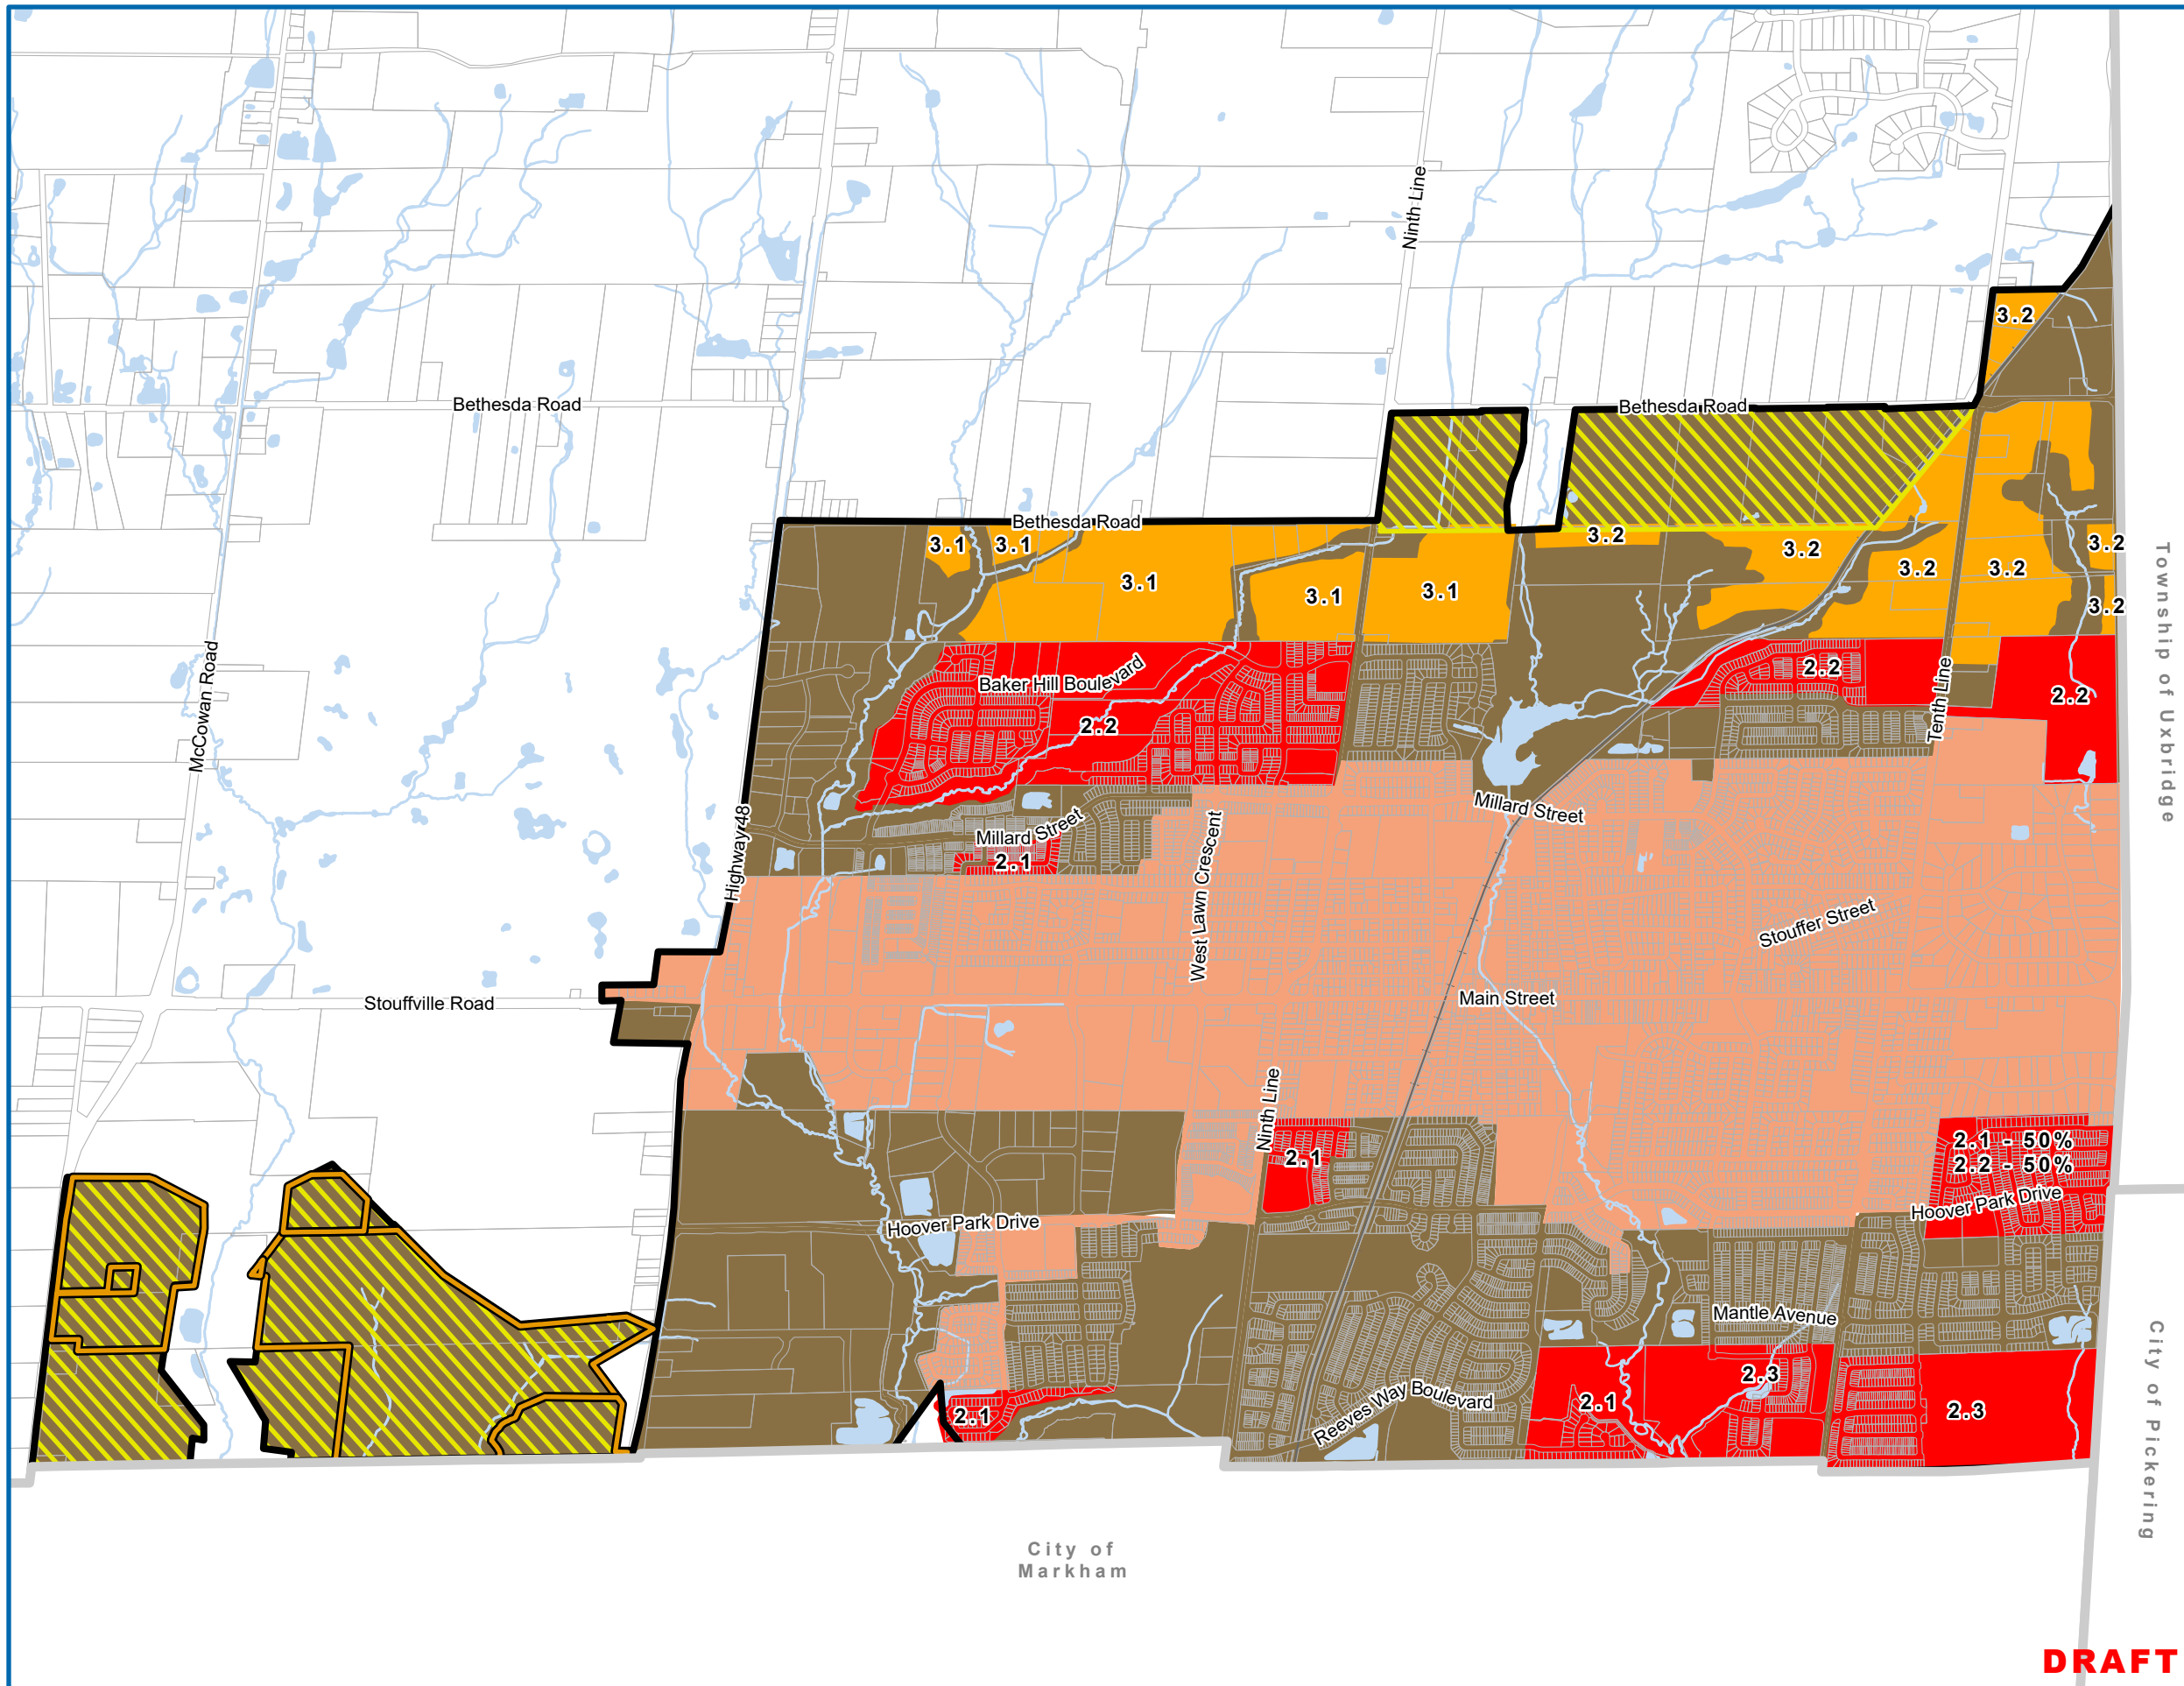 Ninth Line
3.2
Bethesda Road
Bethesda Road
Bethesda Road
3.1
3.1
3.2
3.2
3.2
3.1
3.2
3.2
3.1
3.1
3.2
Township of Uxbridge
McCowan Road
Baker Hill Boulevard
2.2
2.2
2.2
Tenth Line
Highway 48
Millard Street
Millard Street
2.1
West Lawn Crescent
Stouffer Street
Stouffville Road
Main Street
Ninth Line
2.1
2.1 - 50%
2.2 - 50%
Hoover Park Drive
Hoover Park Drive
Mantle Avenue
City of Pickering
Reeves Way Boulevard
2.1
2.1
2.3
2.3
City of
Markham
DRAFT